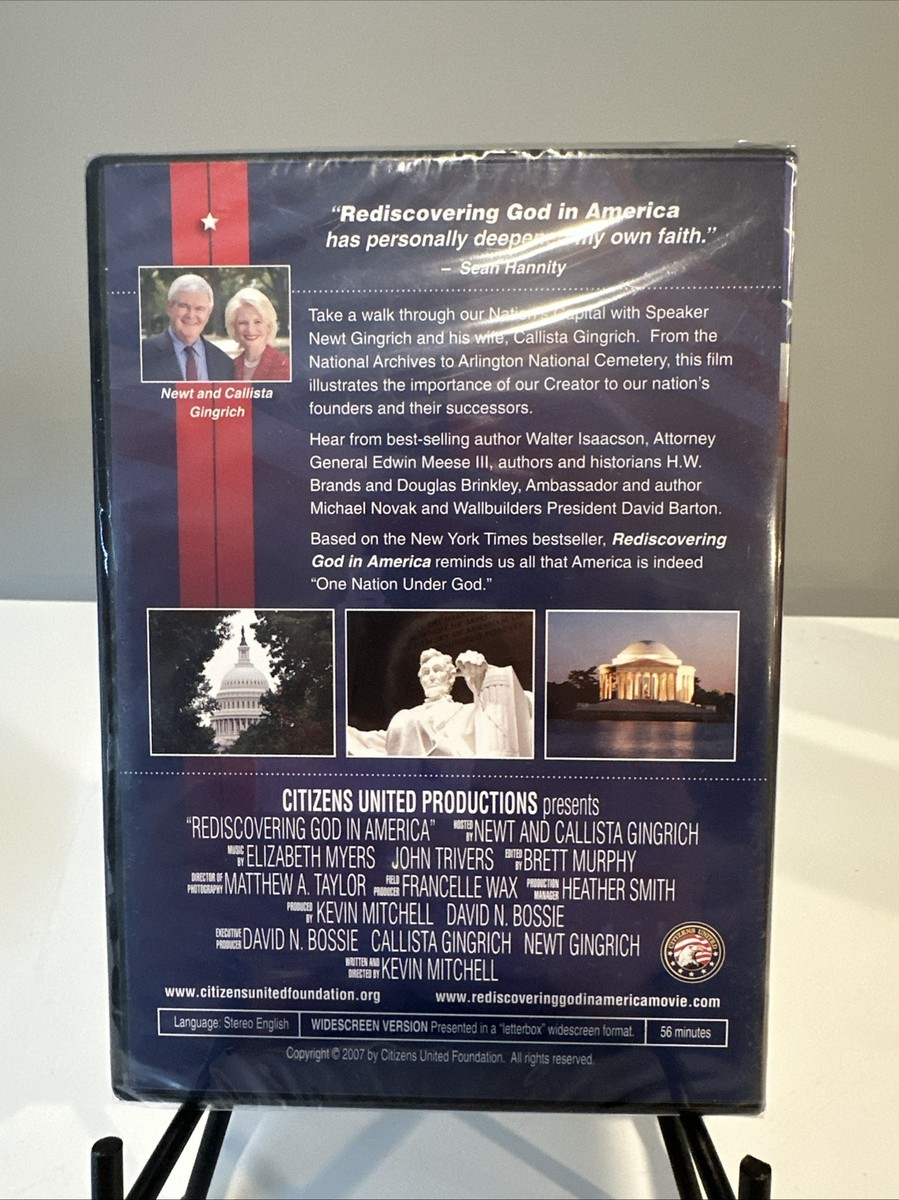 “Rediscovering God in America
has personally deepened my own faith.”
– Sean Hannity
Newt and Callista
Gingrich
Take a walk through our Nation's Capital with Speaker
Newt Gingrich and his wife, Callista Gingrich. From the
National Archives to Arlington National Cemetery, this film
illustrates the importance of our Creator to our nation's
founders and their successors.
Hear from best-selling author Walter Isaacson, Attorney
General Edwin Meese III, authors and historians H.W.
Brands and Douglas Brinkley, Ambassador and author
Michael Novak and Wallbuilders President David Barton.
Based on the New York Times bestseller, Rediscovering
God in America reminds us all that America is indeed
“One Nation Under God.”
CITIZENS UNITED PRODUCTIONS presents
“REDISCOVERING GOD IN AMERICA” HOSTED BY NEWT AND CALLISTA GINGRICH
MUSIC BY ELIZABETH MYERS JOHN TRIVERS EDITED BY BRETT MURPHY
DIRECTOR OF PHOTOGRAPHY MATTHEW A. TAYLOR FIELD PRODUCER FRANCELLE WAX PRODUCTION MANAGER HEATHER SMITH
PRODUCED BY KEVIN MITCHELL DAVID N. BOSSIE
EXECUTIVE PRODUCER DAVID N. BOSSIE CALLISTA GINGRICH NEWT GINGRICH
WRITTEN AND DIRECTED BY KEVIN MITCHELL
CITIZENS UNITED
www.citizensunitedfoundation.org www.rediscoveringgodinamericamovie.com
Language: Stereo English WIDESCREEN VERSION Presented in a “letterbox” widescreen format. 56 minutes
Copyright © 2007 by Citizens United Foundation. All rights reserved.